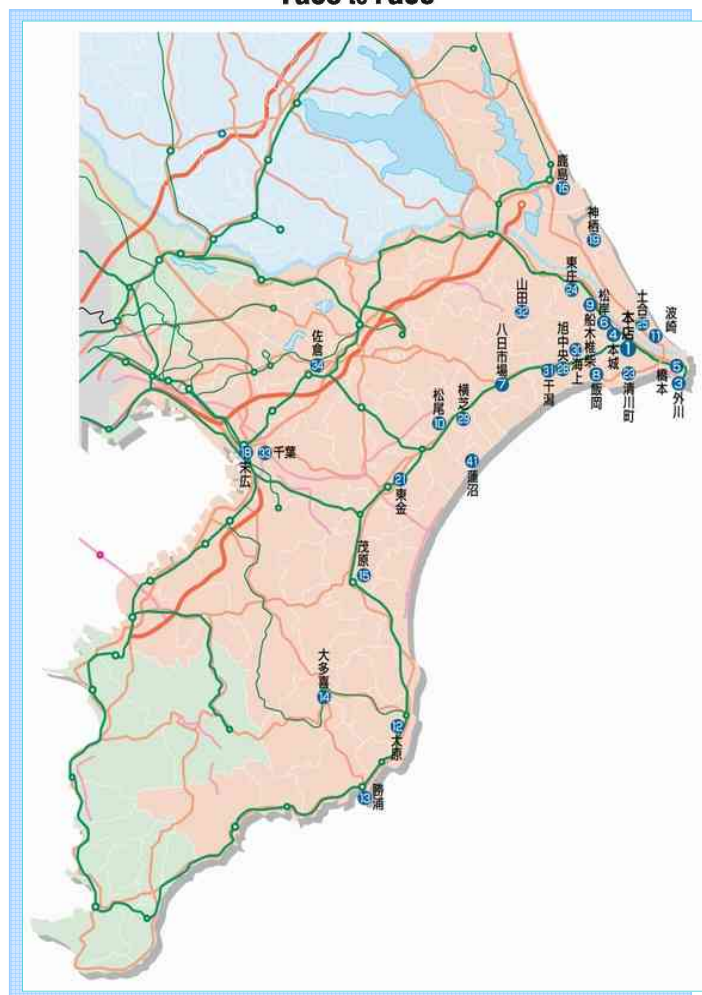 Face to Face
鹿島
16
神栖
19
東庄
24
山田
32
松岸
6
船木椎柴
9
土合
25
波崎
11
本店
1
本城
4
佐倉
34
八日市場
7
旭中央
28
海上
30
干潟
31
飯岡
8
清川町
23
橋本
5
外川
3
松尾
10
横芝
29
蓮沼
41
末広
18
33 千葉
東金
21
茂原
15
大多喜
14
大原
12
勝浦
13